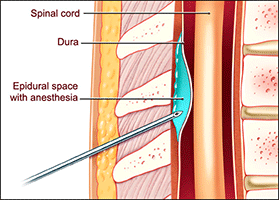 Spinal cord
Dura
Epidural space
with anesthesia